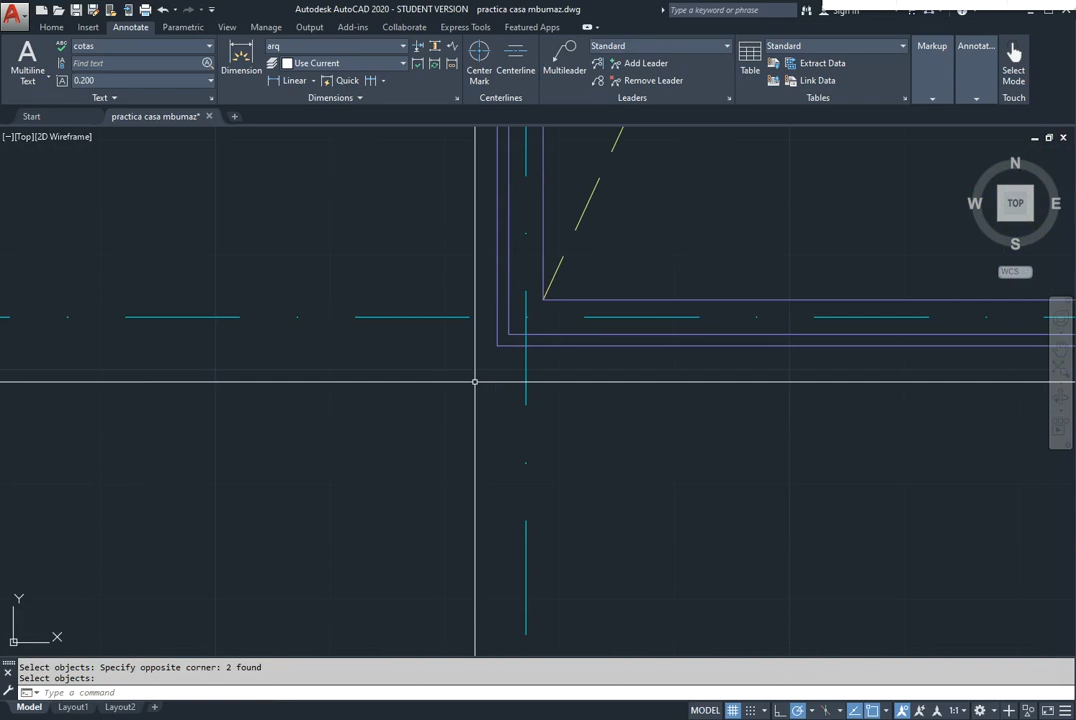 Autodesk AutoCAD 2020 - STUDENT VERSION practica casa mbumaz.dwg
Type a keyword or phrase
Sign In
Home Insert Annotate Parametric View Manage Output Add-ins Collaborate Express Tools Featured Apps
cotas
Find text
0.200
Multiline
Text
Text
Dimension
arq
Use Current
Linear Quick
Dimensions
Center
Mark
Centerline
Centerlines
Multileader
Standard
Add Leader
Remove Leader
Leaders
Table
Standard
Extract Data
Link Data
Tables
Markup
Annotat...
Select
Mode
Touch
Start practica casa mbumaz*
[−][Top][2D Wireframe]
N
W TOP E
S
WCS
Y
X
Select objects: Specify opposite corner: 2 found
Select objects:
Type a command
Model Layout1 Layout2
MODEL 1:1